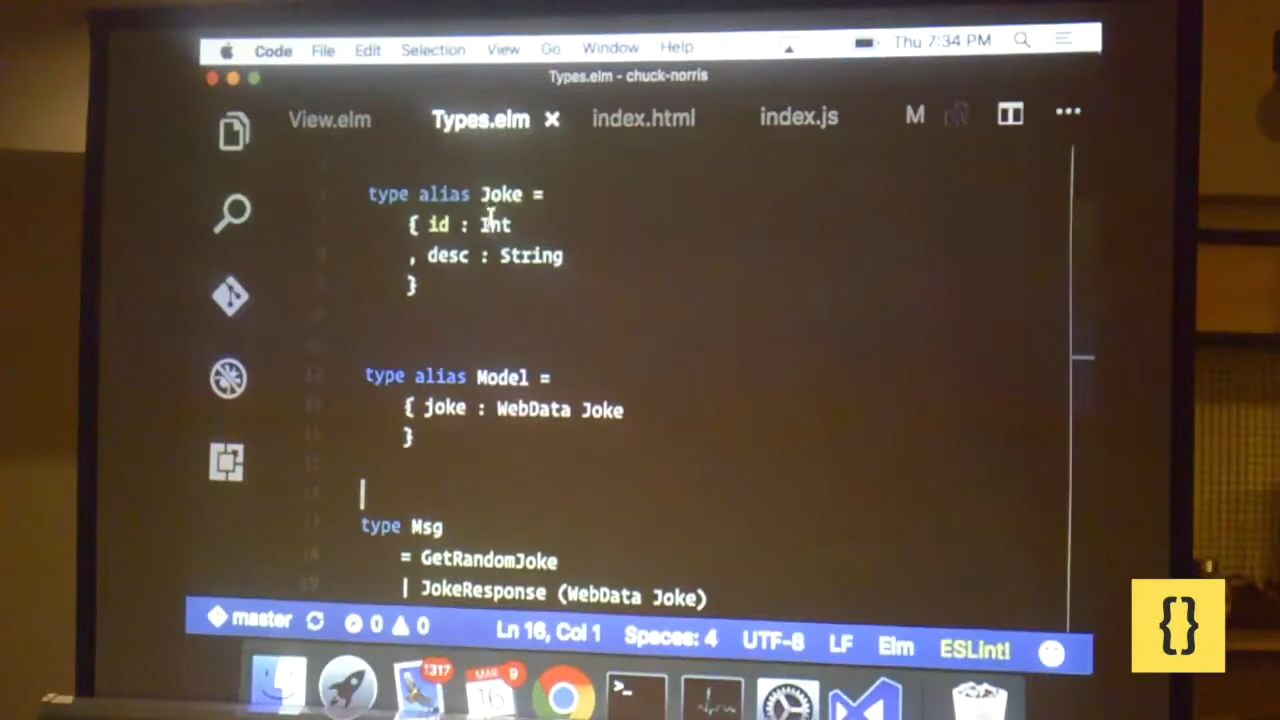 Code File Edit Selection View Go Window Help Thu 7:34 PM
Types.elm - chuck-norris
View.elm Types.elm × index.html index.js M
type alias Joke =
{ id : Int
, desc : String
}
type alias Model =
{ joke : WebData Joke
}
type Msg
= GetRandomJoke
| JokeResponse (WebData Joke)
master 0 0 Ln 16, Col 1 Spaces: 4 UTF-8 LF Elm ESLint!
1317 MAR 9 16 >_
{}